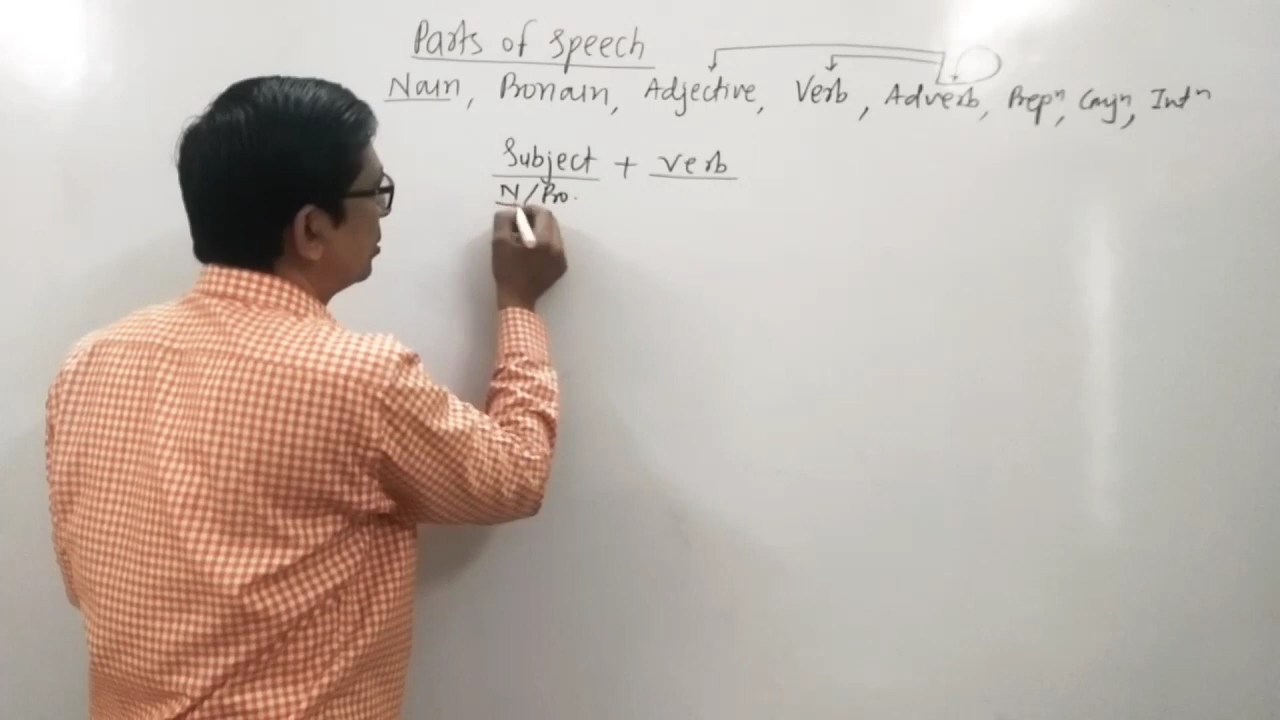 Parts of speech
Noun, Pronoun, Adjective, Verb, Adverb, Prepⁿ, Conjⁿ, Intⁿ
Subject + Verb
N/Pro.